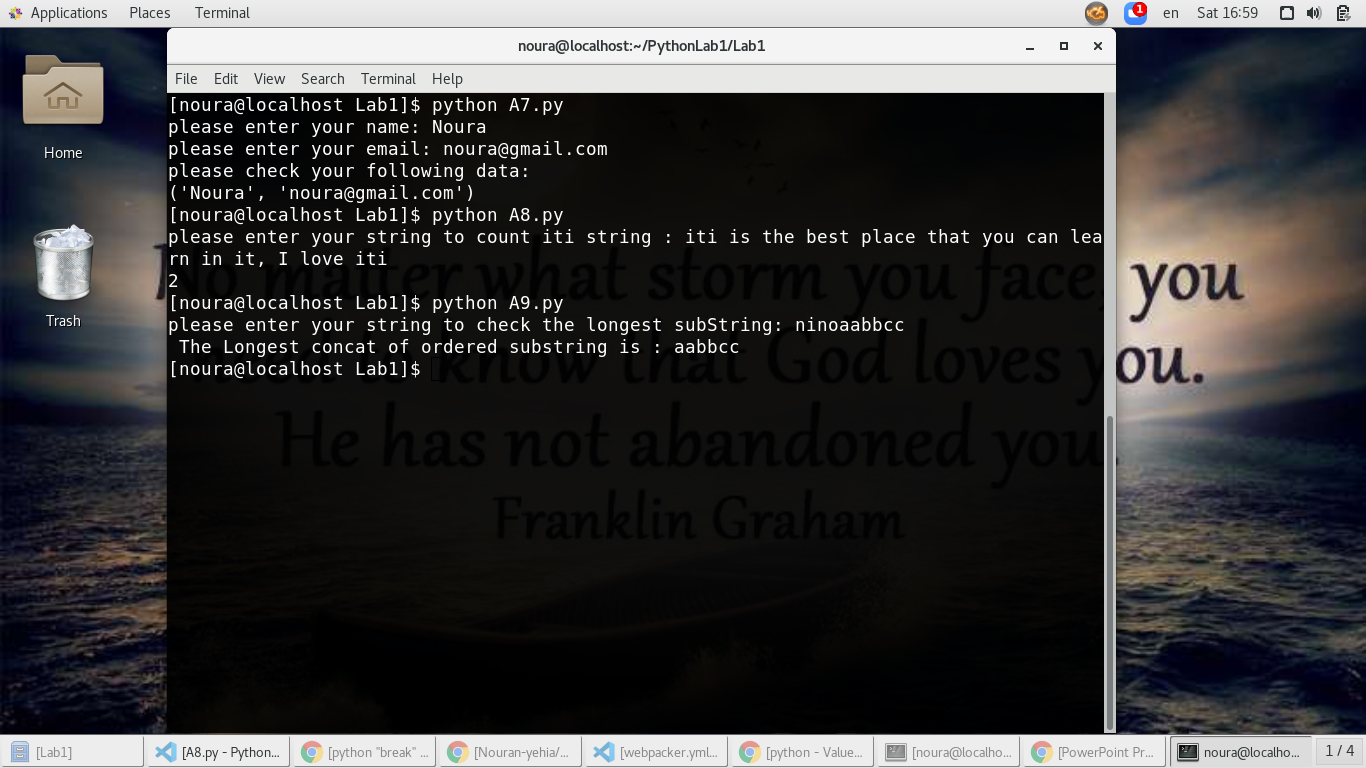 Applications Places Terminal 1 en Sat 16:59
noura@localhost:~/PythonLab1/Lab1
File Edit View Search Terminal Help
[noura@localhost Lab1]$ python A7.py
please enter your name: Noura
please enter your email: noura@gmail.com
please check your following data:
('Noura', 'noura@gmail.com')
[noura@localhost Lab1]$ python A8.py
please enter your string to count iti string : iti is the best place that you can lea
rn in it, I love iti
2
[noura@localhost Lab1]$ python A9.py
please enter your string to check the longest subString: ninoaabbcc
 The Longest concat of ordered substring is : aabbcc
[noura@localhost Lab1]$
Home
Trash
No matter what storm you face, you
know that God loves you.
He has not abandoned you.
Franklin Graham
[Lab1] [A8.py - Python... [python "break" ... [Nouran-yehia/... [webpacker.yml... [python - Value... [noura@localho... [PowerPoint Pr... noura@localho... 1 / 4